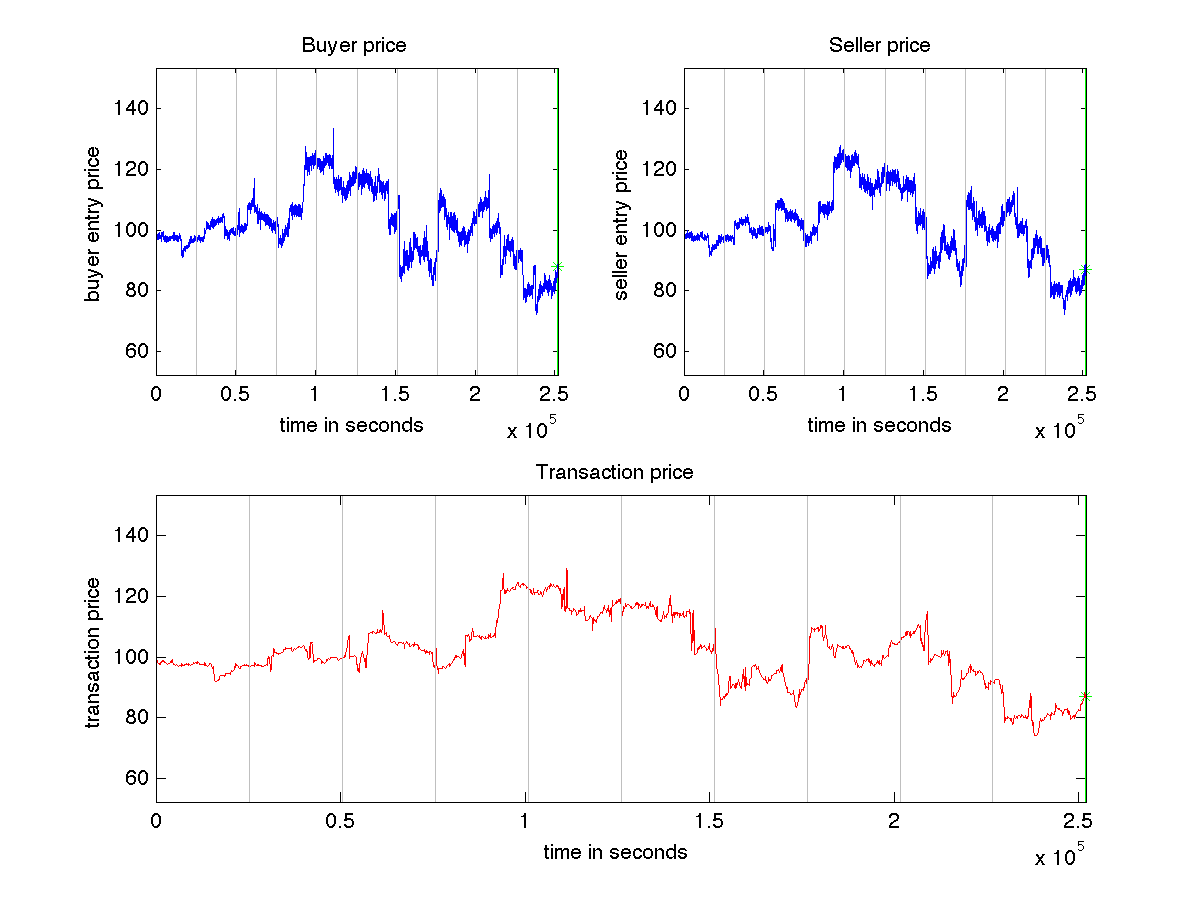 Buyer price
Seller price
buyer entry price
140
120
100
80
60
0 0.5 1 1.5 2 2.5
time in seconds
x 10^5
seller entry price
140
120
100
80
60
0 0.5 1 1.5 2 2.5
time in seconds
x 10^5
Transaction price
transaction price
140
120
100
80
60
0 0.5 1 1.5 2 2.5
time in seconds
x 10^5